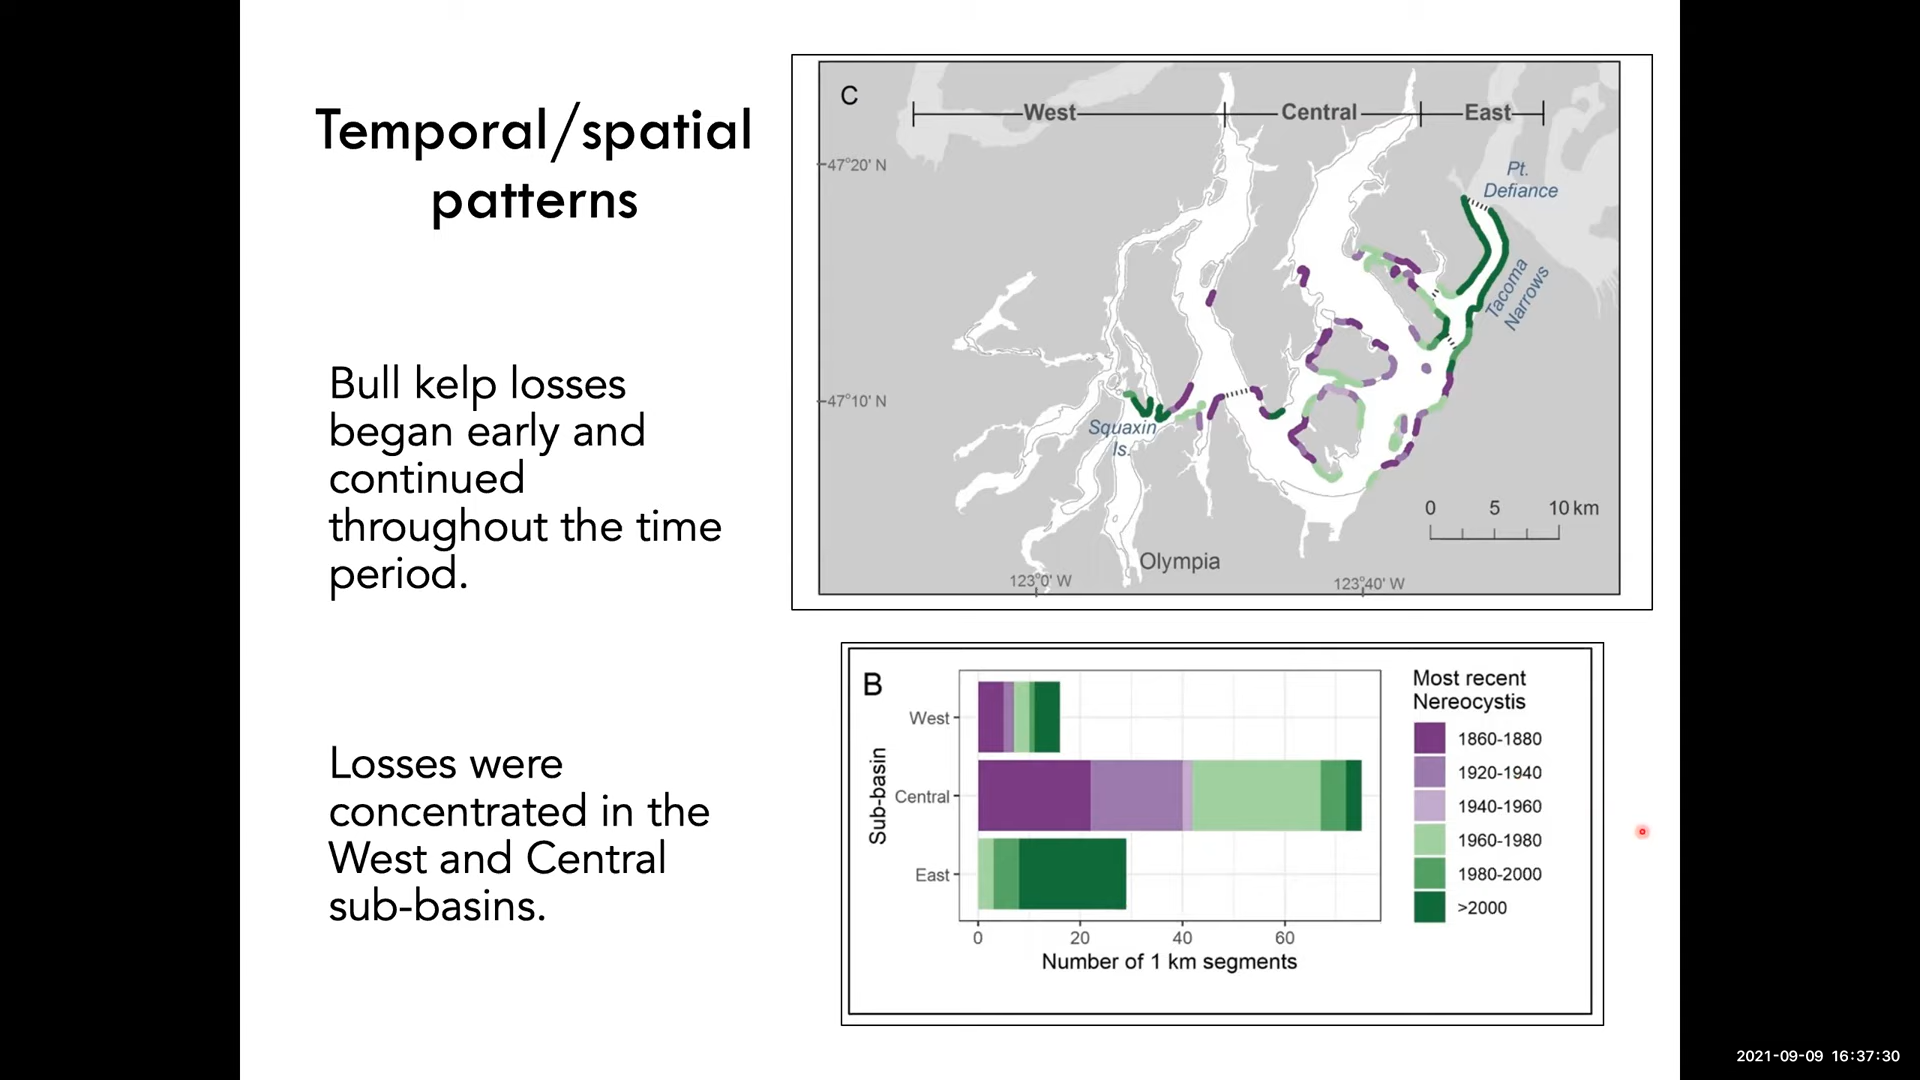 Temporal/spatial
patterns
Bull kelp losses
began early and
continued
throughout the time
period.
Losses were
concentrated in the
West and Central
sub-basins.
C
West
Central
East
47°20' N
Pt.
Defiance
Tacoma
Narrows
47°10' N
Squaxin
Is.
0 5 10 km
Olympia
123°0' W
123°40' W
B
Sub-basin
West
Central
East
0 20 40 60
Number of 1 km segments
Most recent
Nereocystis
1860-1880
1920-1940
1940-1960
1960-1980
1980-2000
>2000
2021-09-09 16:37:30